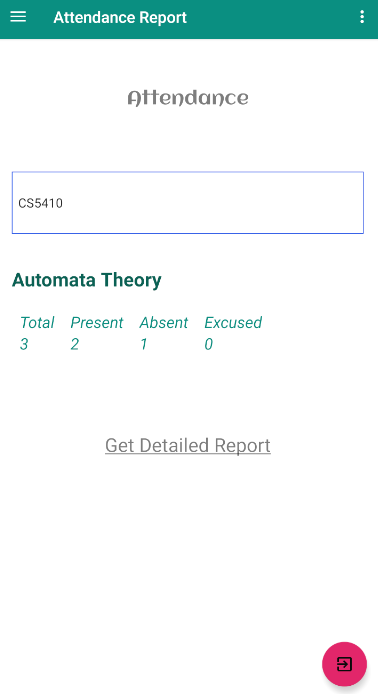 Attendance Report
Attendance
CS5410
Automata Theory
Total Present Absent Excused
3 2 1 0
Get Detailed Report